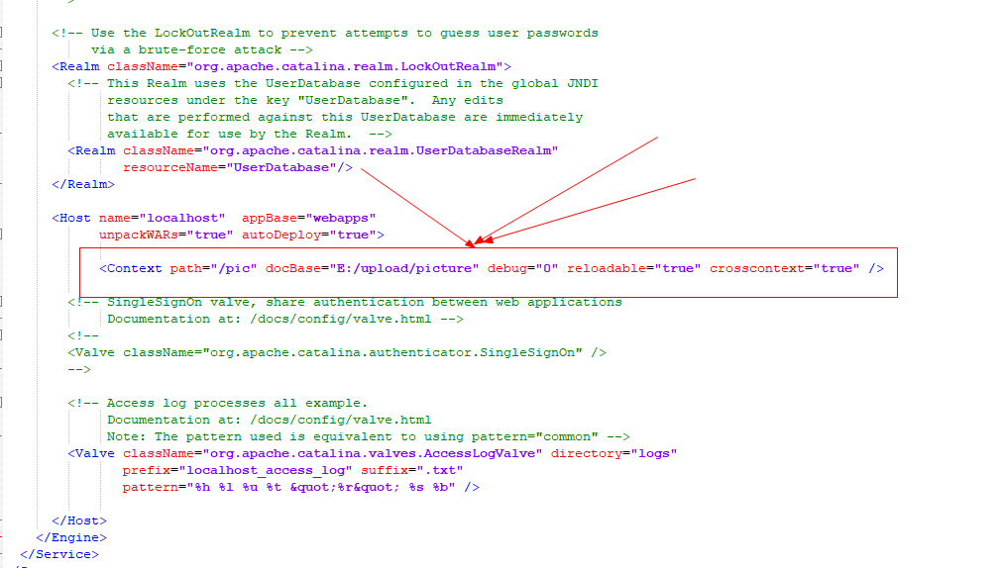 <!-- Use the LockOutRealm to prevent attempts to guess user passwords
via a brute-force attack -->
<Realm className="org.apache.catalina.realm.LockOutRealm">
<!-- This Realm uses the UserDatabase configured in the global JNDI
resources under the key "UserDatabase".  Any edits
that are performed against this UserDatabase are immediately
available for use by the Realm.  -->
<Realm className="org.apache.catalina.realm.UserDatabaseRealm"
resourceName="UserDatabase"/>
</Realm>
<Host name="localhost"  appBase="webapps"
unpackWARs="true" autoDeploy="true">
<Context path="/pic" docBase="E:/upload/picture" debug="0" reloadable="true" crosscontext="true" />
<!-- SingleSignOn valve, share authentication between web applications
Documentation at: /docs/config/valve.html -->
<!--
<Valve className="org.apache.catalina.authenticator.SingleSignOn" />
-->
<!-- Access log processes all example.
Documentation at: /docs/config/valve.html
Note: The pattern used is equivalent to using pattern="common" -->
<Valve className="org.apache.catalina.valves.AccessLogValve" directory="logs"
prefix="localhost_access_log" suffix=".txt"
pattern="%h %l %u %t &quot;%r&quot; %s %b" />
</Host>
</Engine>
</Service>